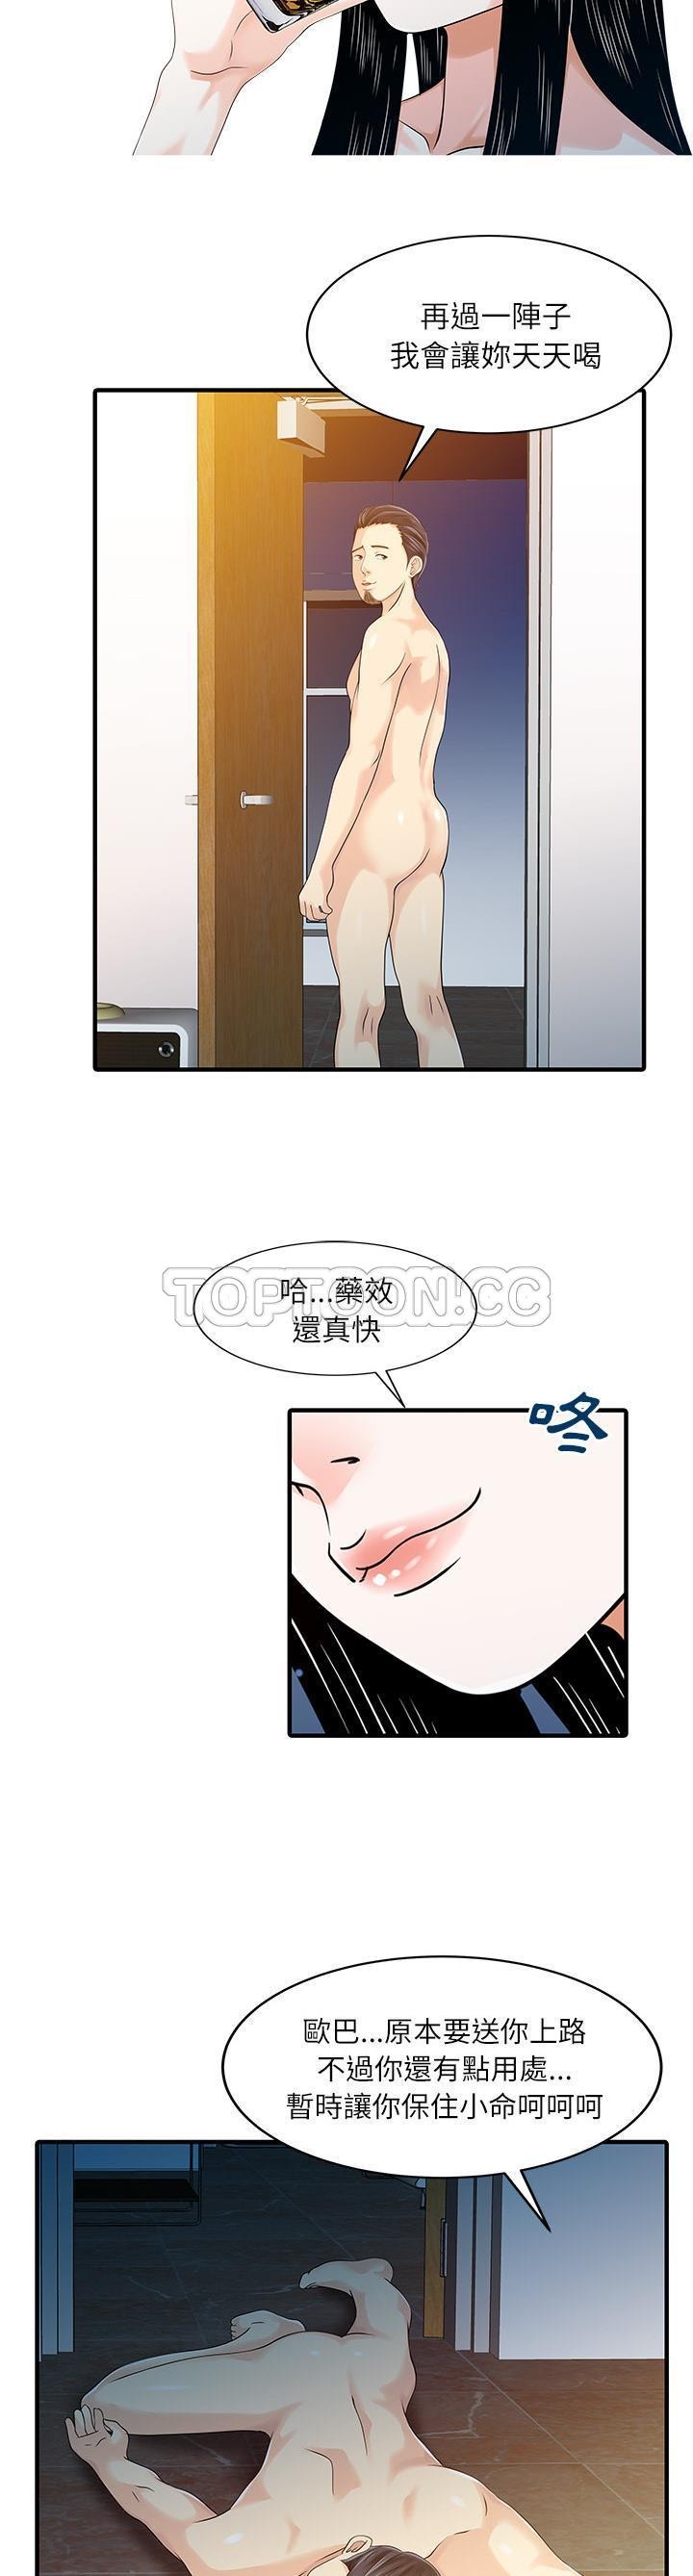 再過一陣子
我會讓妳天天喝
TOPTOON.CC
哈...藥效
還真快
咚
歐巴...原本要送你上路
不過你還有點用處...
暫時讓你保住小命呵呵呵